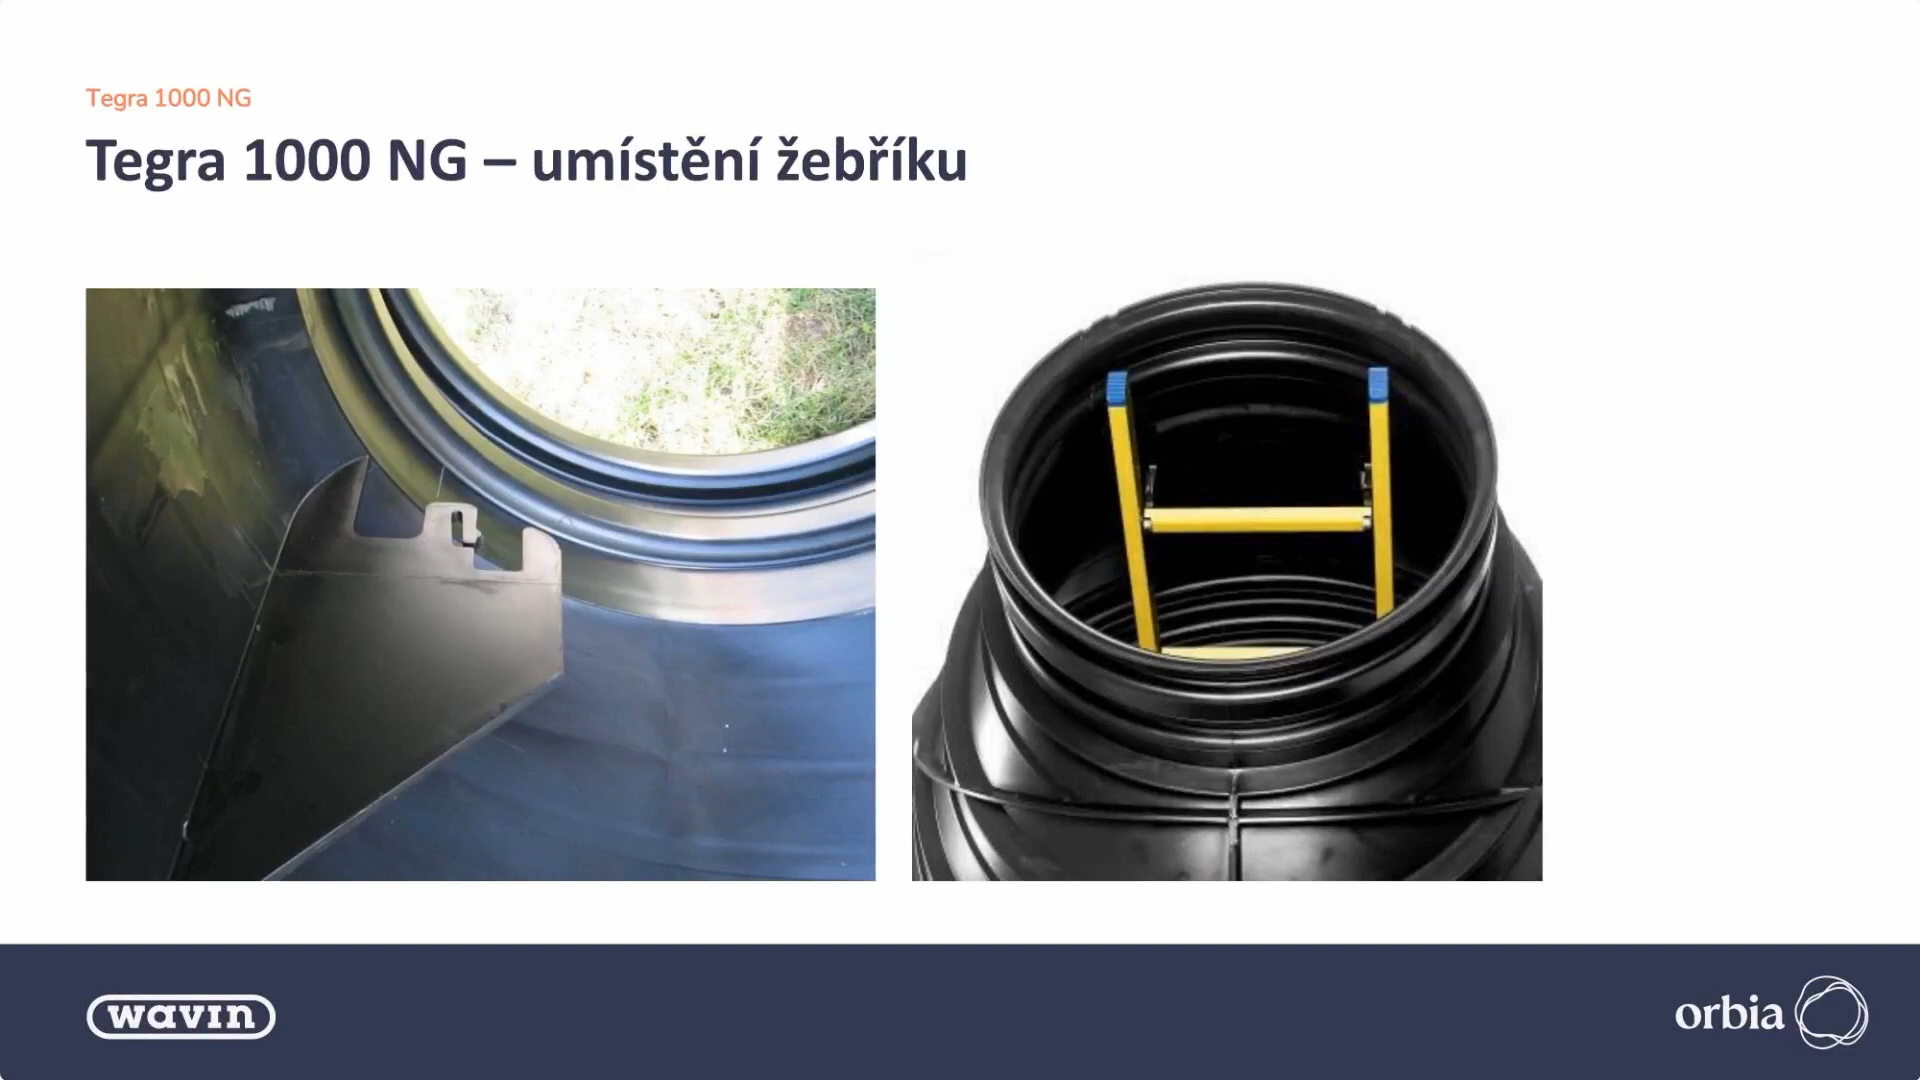 Tegra 1000 NG
Tegra 1000 NG – umístění žebříku
wavin
orbia